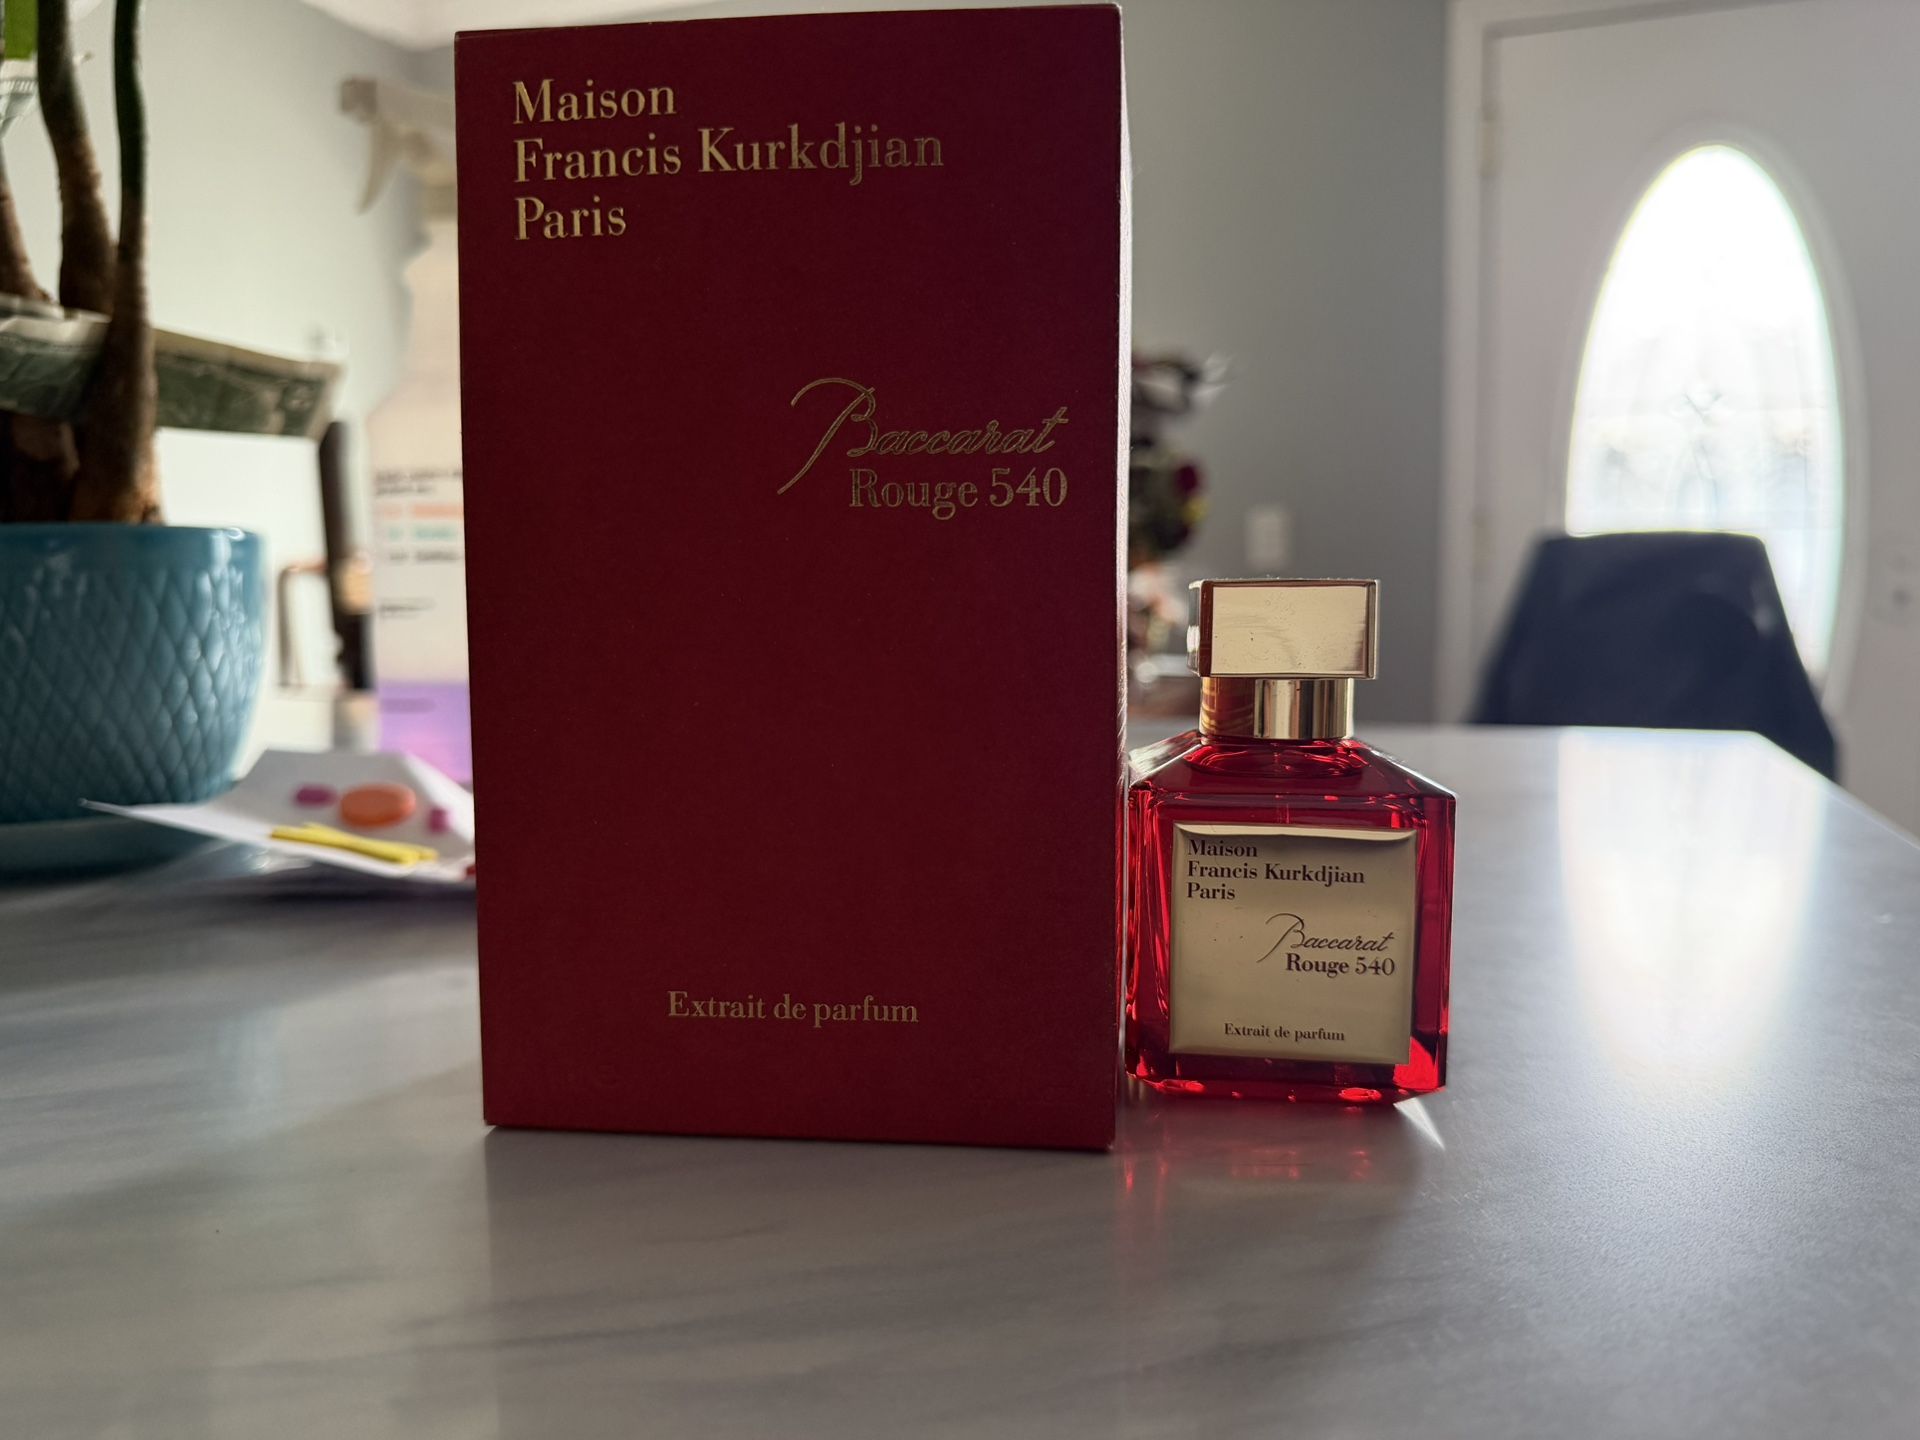 Maison
Francis Kurkdjian
Paris
Baccarat
Rouge 540
Extrait de parfum
Maison
Francis Kurkdjian
Paris
Baccarat
Rouge 540
Extrait de parfum